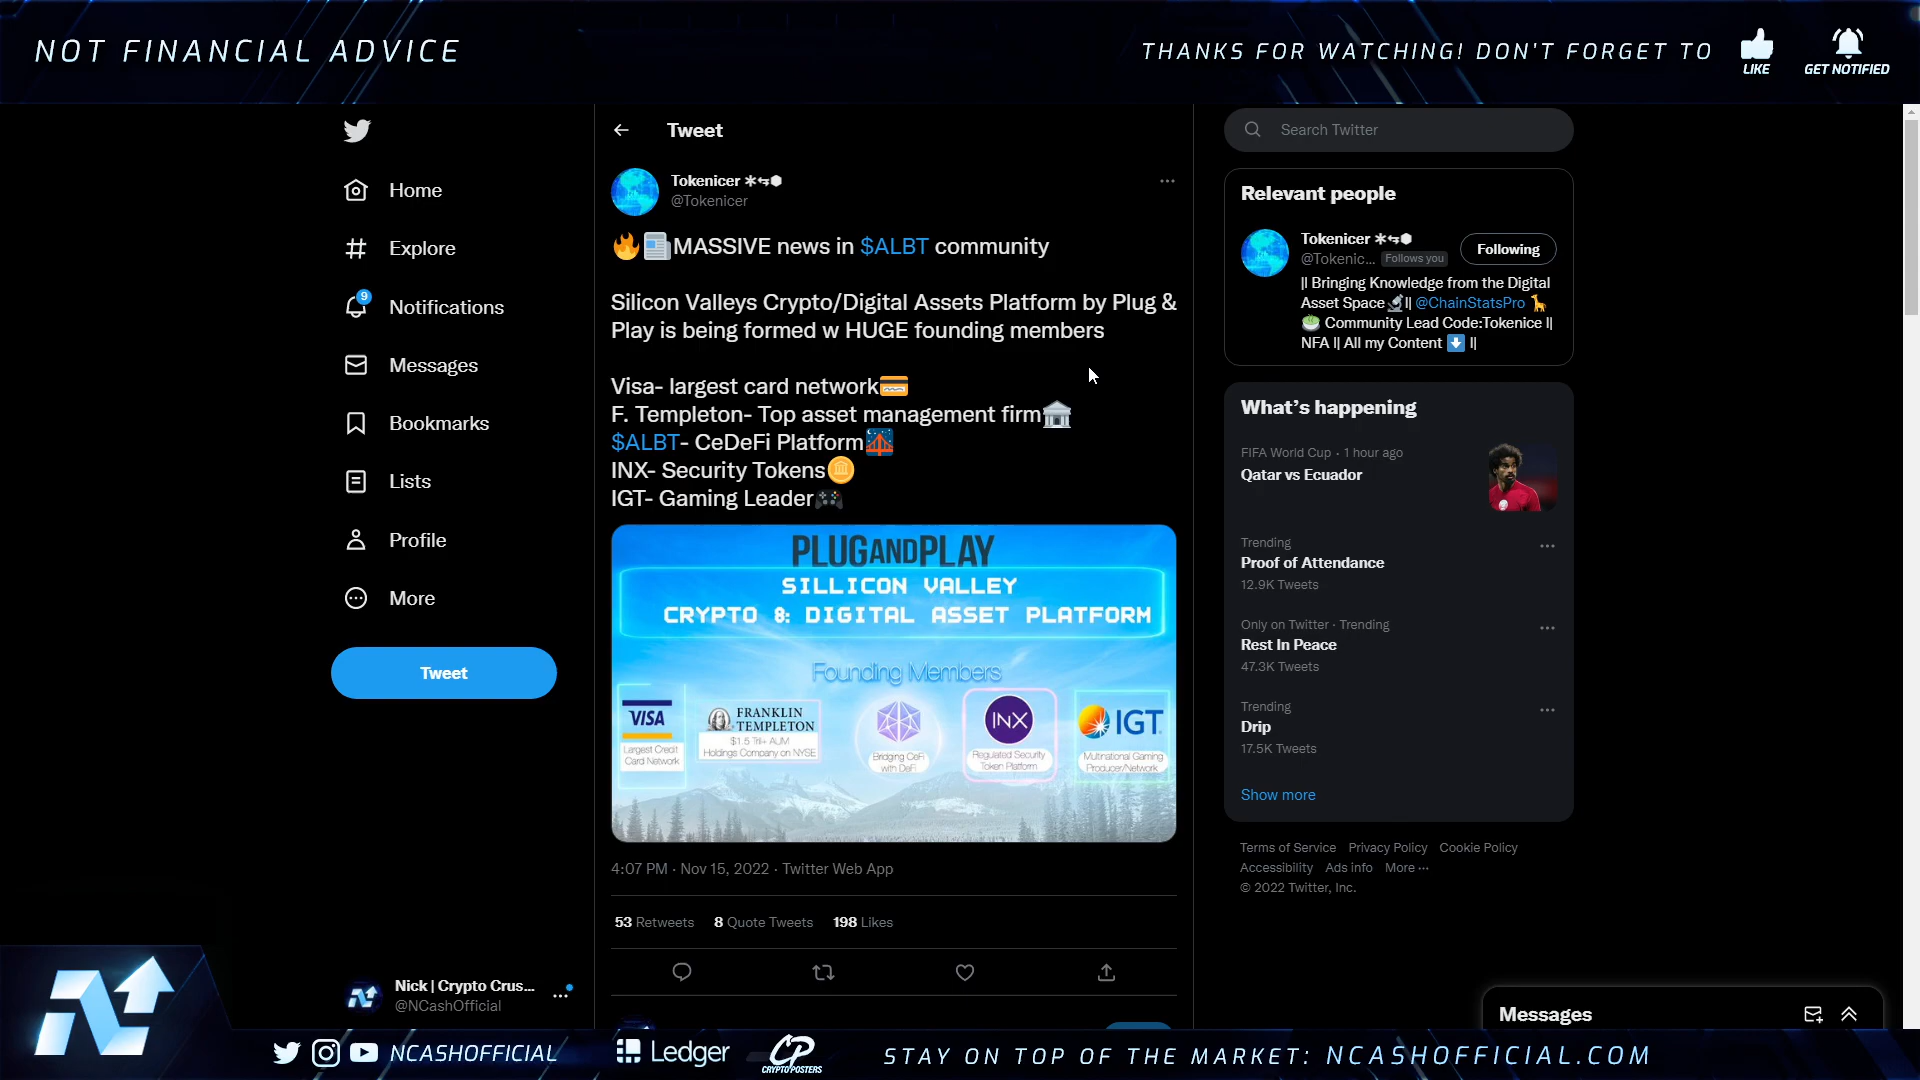 NOT FINANCIAL ADVICE
THANKS FOR WATCHING! DON'T FORGET TO
LIKE
GET NOTIFIED
Home
Explore
9
Notifications
Messages
Bookmarks
Lists
Profile
More
Tweet
Nick | Crypto Crus...
@NCashOfficial
Tweet
Tokenicer
@Tokenicer
MASSIVE news in $ALBT community
Silicon Valleys Crypto/Digital Assets Platform by Plug &
Play is being formed w HUGE founding members
Visa- largest card network
F. Templeton- Top asset management firm
$ALBT- CeDeFi Platform
INX- Security Tokens
IGT- Gaming Leader
PLUGANDPLAY
SILLICON VALLEY
CRYPTO & DIGITAL ASSET PLATFORM
Founding Members
VISA
Largest Credit
Card Network
FRANKLIN
TEMPLETON
$1.5 Tril+ AUM
Holdings Company on NYSE
Bridging CeFi
with DeFi
INX
Regulated Security
Token Platform
IGT
Multinational Gaming
Producer/Network
4:07 PM · Nov 15, 2022 · Twitter Web App
53 Retweets 8 Quote Tweets 198 Likes
Search Twitter
Relevant people
Tokenicer
@Tokenic... Follows you
Following
|| Bringing Knowledge from the Digital
Asset Space || @ChainStatsPro
Community Lead Code:Tokenice ||
NFA || All my Content ||
What's happening
FIFA World Cup · 1 hour ago
Qatar vs Ecuador
Trending
Proof of Attendance
12.9K Tweets
Only on Twitter · Trending
Rest In Peace
47.3K Tweets
Trending
Drip
17.5K Tweets
Show more
Terms of Service Privacy Policy Cookie Policy
Accessibility Ads info More ...
© 2022 Twitter, Inc.
Messages
NCASHOFFICIAL
Ledger
CP
CRYPTOPOSTERS
STAY ON TOP OF THE MARKET: NCASHOFFICIAL.COM